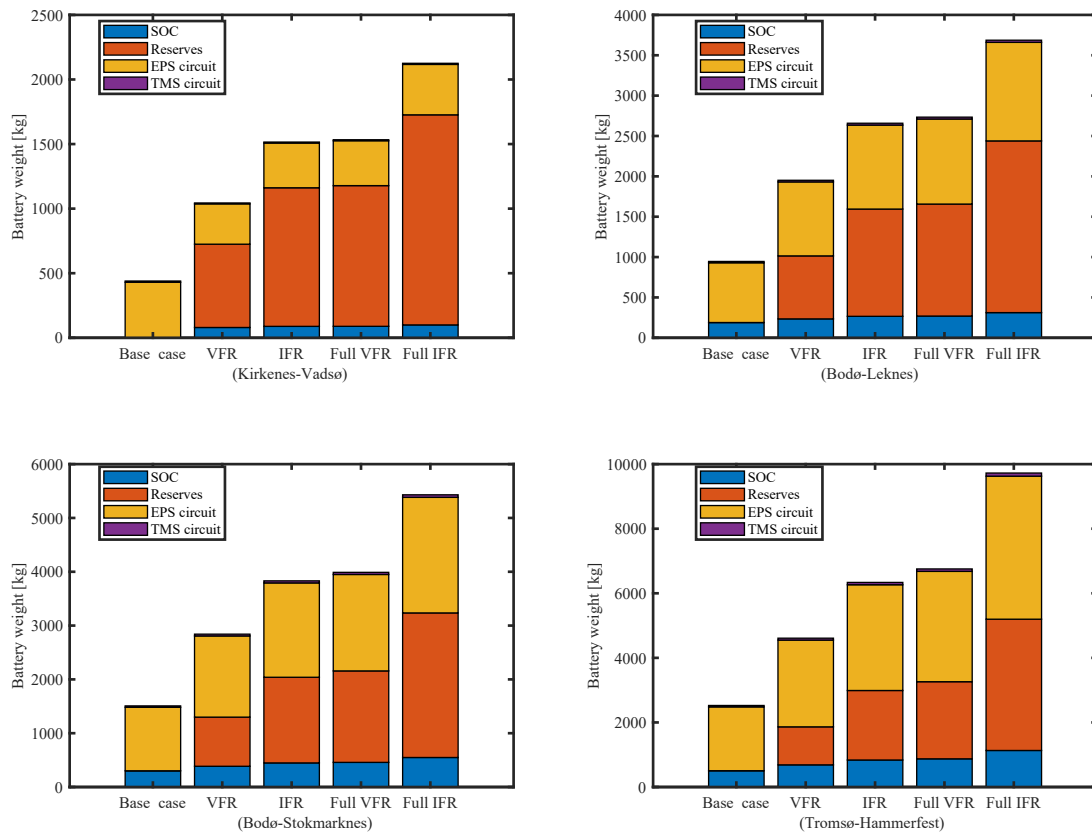 2500
2000
1500
1000
500
0
Battery weight [kg]
SOC
Reserves
EPS circuit
TMS circuit
Base case VFR IFR Full VFR Full IFR
(Kirkenes-Vadsø)
4000
3500
3000
2500
2000
1500
1000
500
0
Battery weight [kg]
SOC
Reserves
EPS circuit
TMS circuit
Base case VFR IFR Full VFR Full IFR
(Bodø-Leknes)
6000
5000
4000
3000
2000
1000
0
Battery weight [kg]
SOC
Reserves
EPS circuit
TMS circuit
Base case VFR IFR Full VFR Full IFR
(Bodø-Stokmarknes)
10000
8000
6000
4000
2000
0
Battery weight [kg]
SOC
Reserves
EPS circuit
TMS circuit
Base case VFR IFR Full VFR Full IFR
(Tromsø-Hammerfest)